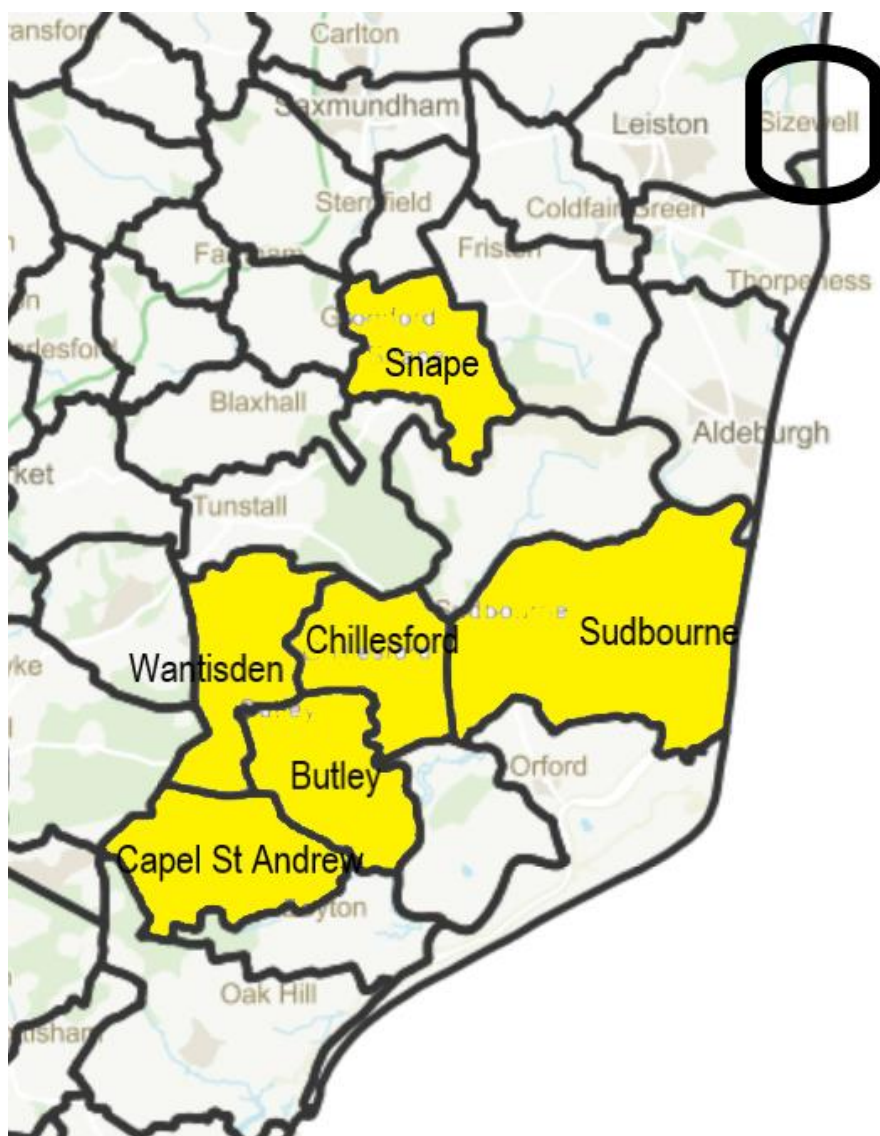 Carlton
Saxmundham
Leiston
Sizewell
Sternfield
Coldfair Green
Friston
Thorpeness
Snape
Blaxhall
Aldeburgh
Tunstall
Chillesford
Sudbourne
Wantisden
Orford
Butley
Capel St Andrew
Oak Hill